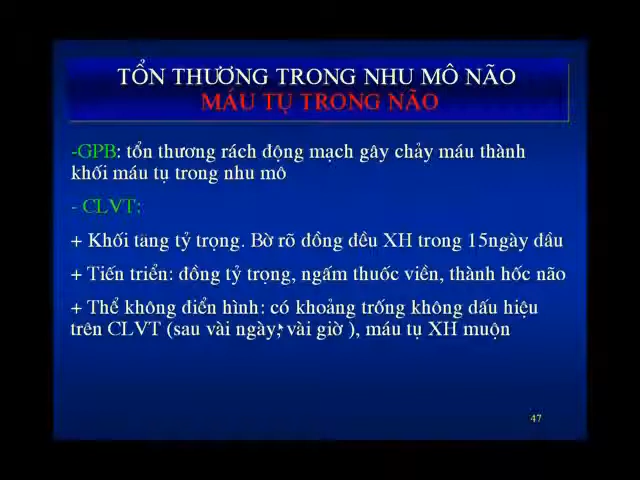 TỔN THƯƠNG TRONG NHU MÔ NÃO
MÁU TỤ TRONG NÃO
-GPB: tổn thương rách động mạch gây chảy máu thành
khối máu tụ trong nhu mô
- CLVT:
+ Khối tăng tỷ trọng. Bờ rõ đồng đều XH trong 15ngày đầu
+ Tiến triển: đồng tỷ trọng, ngấm thuốc viền, thành hốc não
+ Thể không điển hình: có khoảng trống không dấu hiệu
trên CLVT (sau vài ngày; vài giờ ), máu tụ XH muộn
47